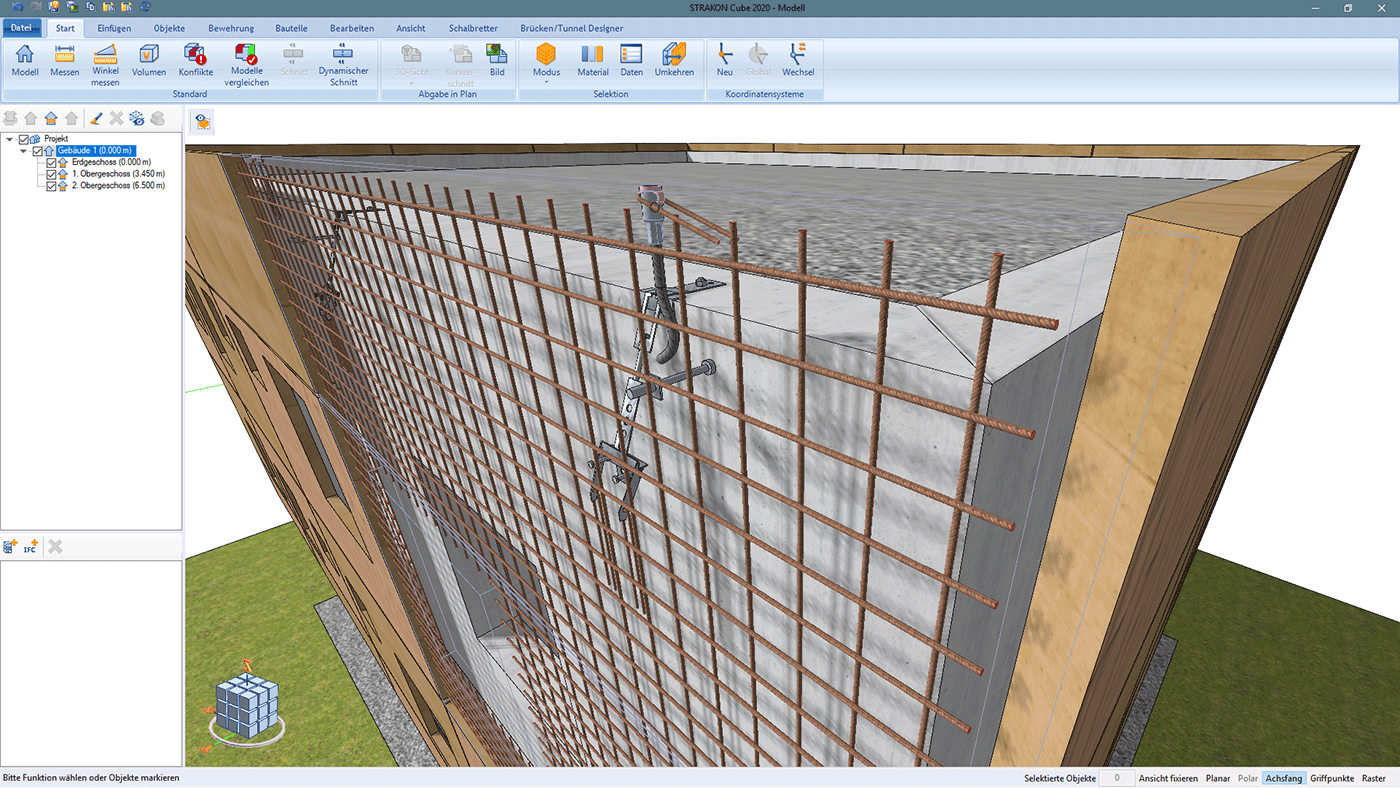 STRAKON Cube 2020 - Modell
Datei Start Einfügen Objekte Bewehrung Bauteile Bearbeiten Ansicht Schalbretter Brücken/Tunnel Designer
Modell Messen Winkel messen Volumen Konflikte Modelle vergleichen Schnitt Dynamischer Schnitt 3D-Sicht Kurven-schnitt Bild Modus Material Daten Umkehren Neu Global Wechsel
Standard Abgabe in Plan Selektion Koordinatensysteme
Projekt
Gebäude 1 (0.000 m)
Erdgeschoss (0.000 m)
1. Obergeschoss (3.450 m)
2. Obergeschoss (6.500 m)
IFC
Bitte Funktion wählen oder Objekte markieren Selektierte Objekte 0 Ansicht fixieren Planar Polar Achsfang Griffpunkte Raster